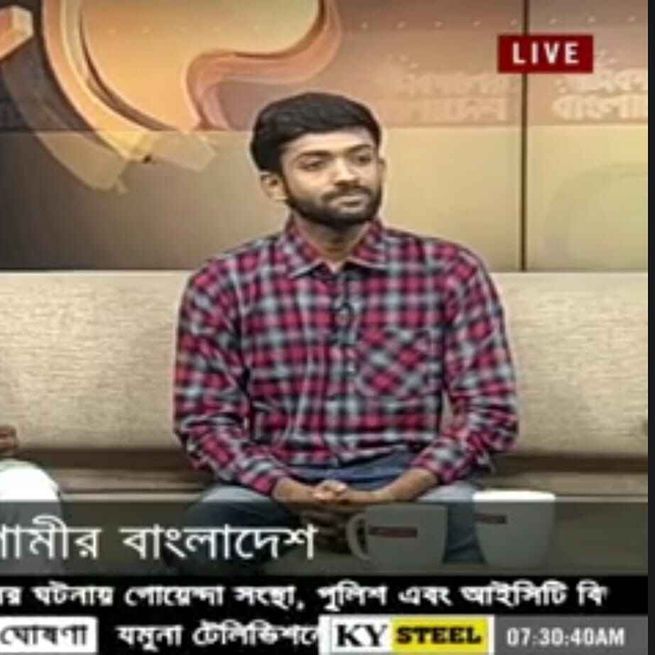 LIVE
গামীর বাংলাদেশ
র ঘটনায় গোয়েন্দা সংস্থা, পুলিশ এবং আইসিটি বি
ঘোষণা যমুনা টেলিভিশনে KY STEEL 07:30:40AM